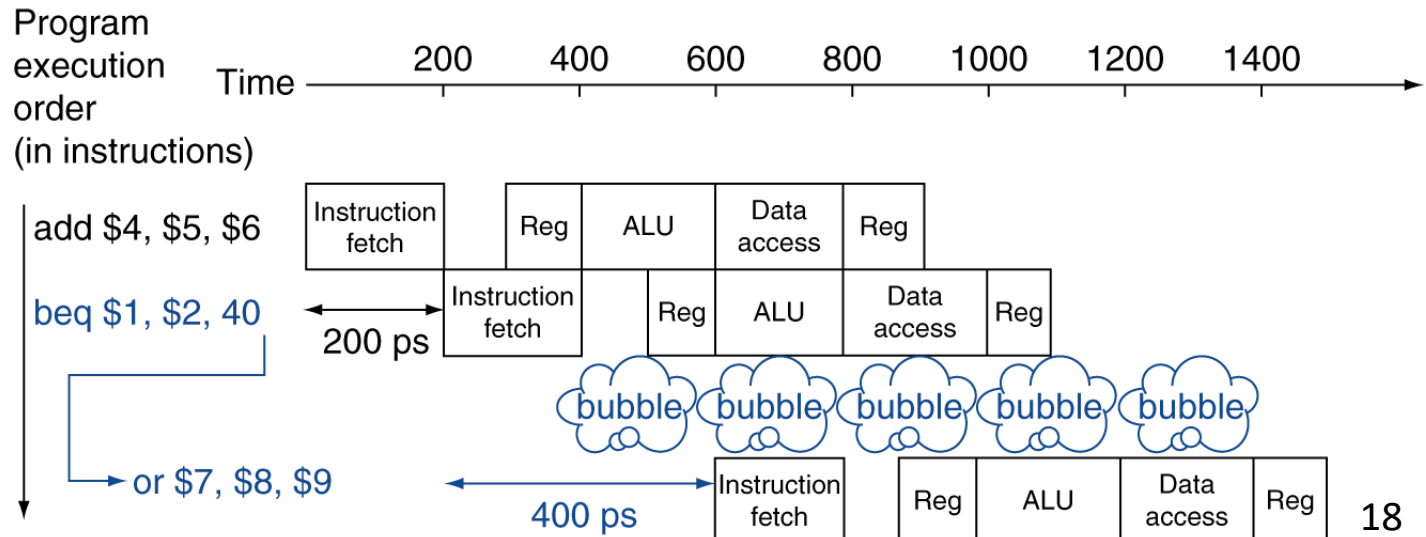 Program
execution
order
(in instructions)
Time
200 400 600 800 1000 1200 1400
add $4, $5, $6
Instruction
fetch
Reg
ALU
Data
access
Reg
beq $1, $2, 40
200 ps
Instruction
fetch
Reg
ALU
Data
access
Reg
bubble bubble bubble bubble bubble
or $7, $8, $9
400 ps
Instruction
fetch
Reg
ALU
Data
access
Reg
18